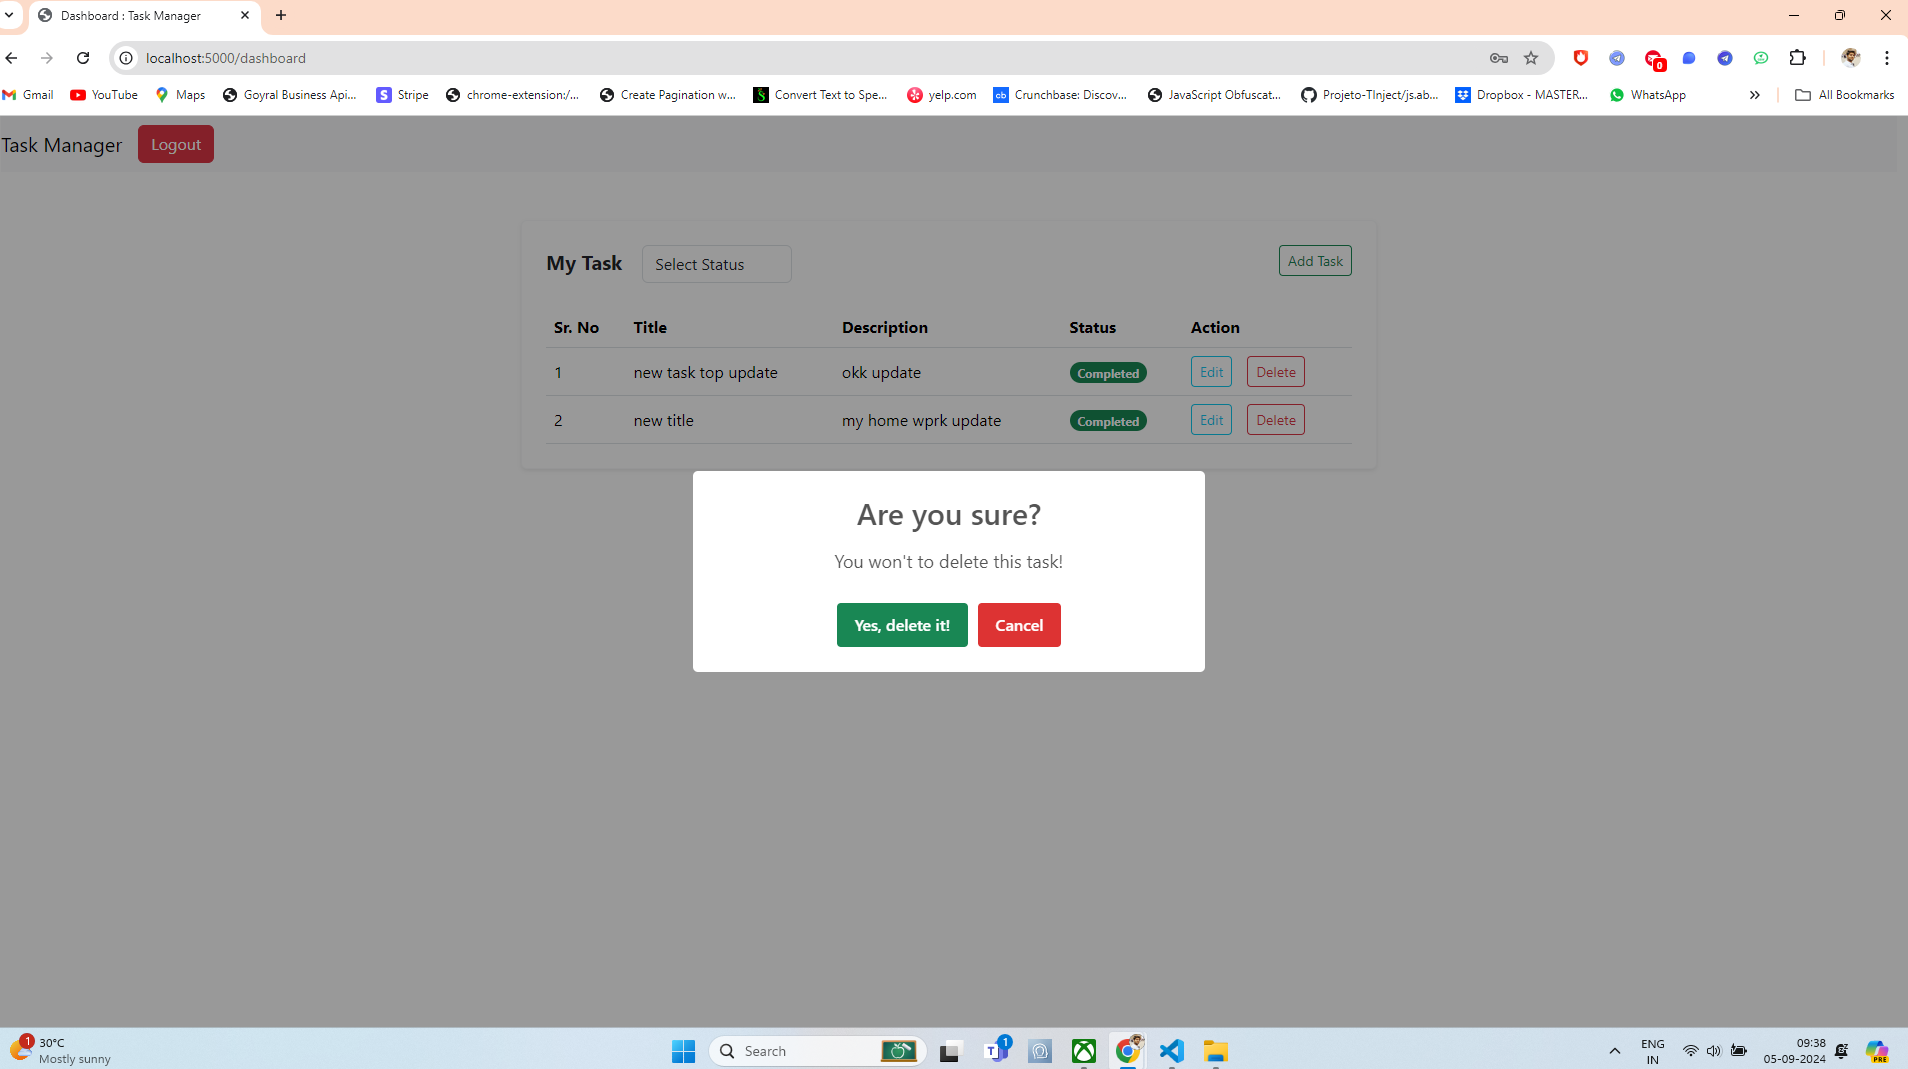 Dashboard : Task Manager
localhost:5000/dashboard
0
Gmail YouTube Maps Goyral Business Api... Stripe chrome-extension:/... Create Pagination w... Convert Text to Spe... yelp.com cb Crunchbase: Discov... JavaScript Obfuscat... Projeto-TInject/js.ab... Dropbox - MASTER... WhatsApp All Bookmarks
Task Manager Logout
My Task Select Status Add Task
Sr. No Title Description Status Action
1 new task top update okk update Completed Edit Delete
2 new title my home wprk update Completed Edit Delete
Are you sure?
You won't to delete this task!
Yes, delete it! Cancel
1 30°C
Mostly sunny
Search
1
ENG
IN
09:38
05-09-2024
PRE